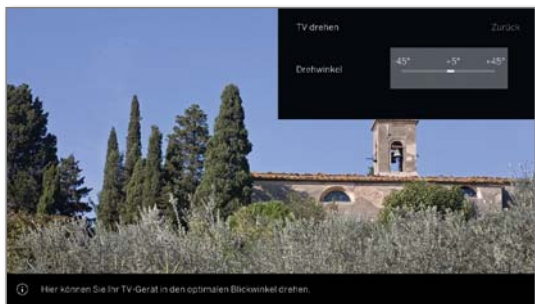 TV drehen Zurück
-45° +5° +45°
Drehwinkel
Hier können Sie Ihr TV-Gerät in den optimalen Blickwinkel drehen.